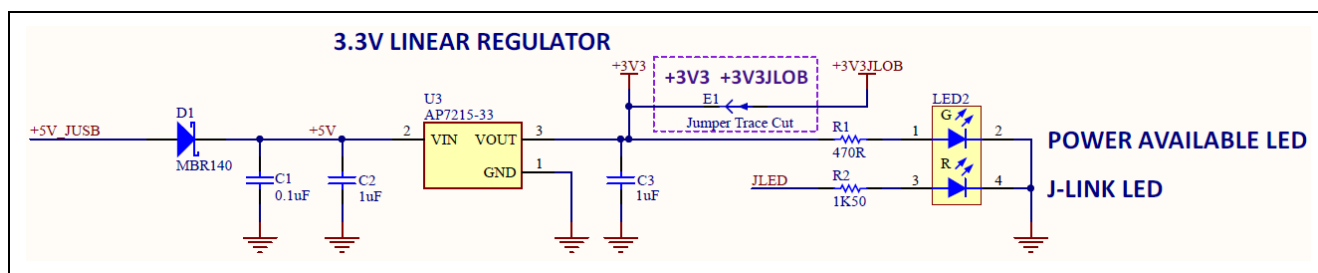 3.3V LINEAR REGULATOR
+3V3
+3V3 +3V3JLOB
+3V3JLOB
E1
Jumper Trace Cut
U3
AP7215-33
D1
+5V_JUSB
MBR140
+5V
2
VIN VOUT
3
GND
1
C1
0.1uF
C2
1uF
C3
1uF
R1
470R
LED2
1
G
2
POWER AVAILABLE LED
JLED
R2
1K50
3
R
4
J-LINK LED